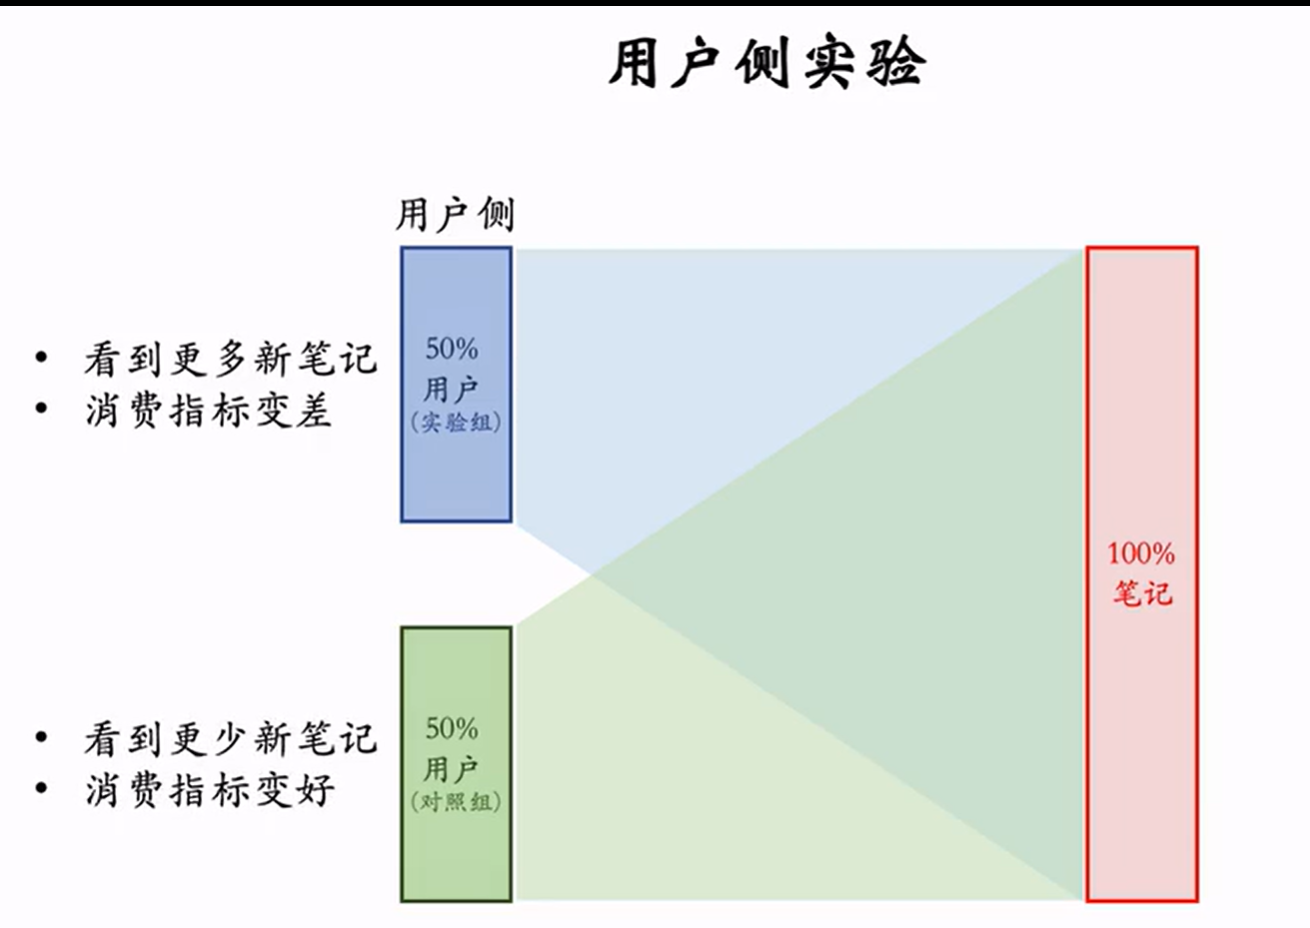 用户侧实验
用户侧
• 看到更多新笔记
• 消费指标变差
50%
用户
(实验组)
• 看到更少新笔记
• 消费指标变好
50%
用户
(对照组)
100%
笔记